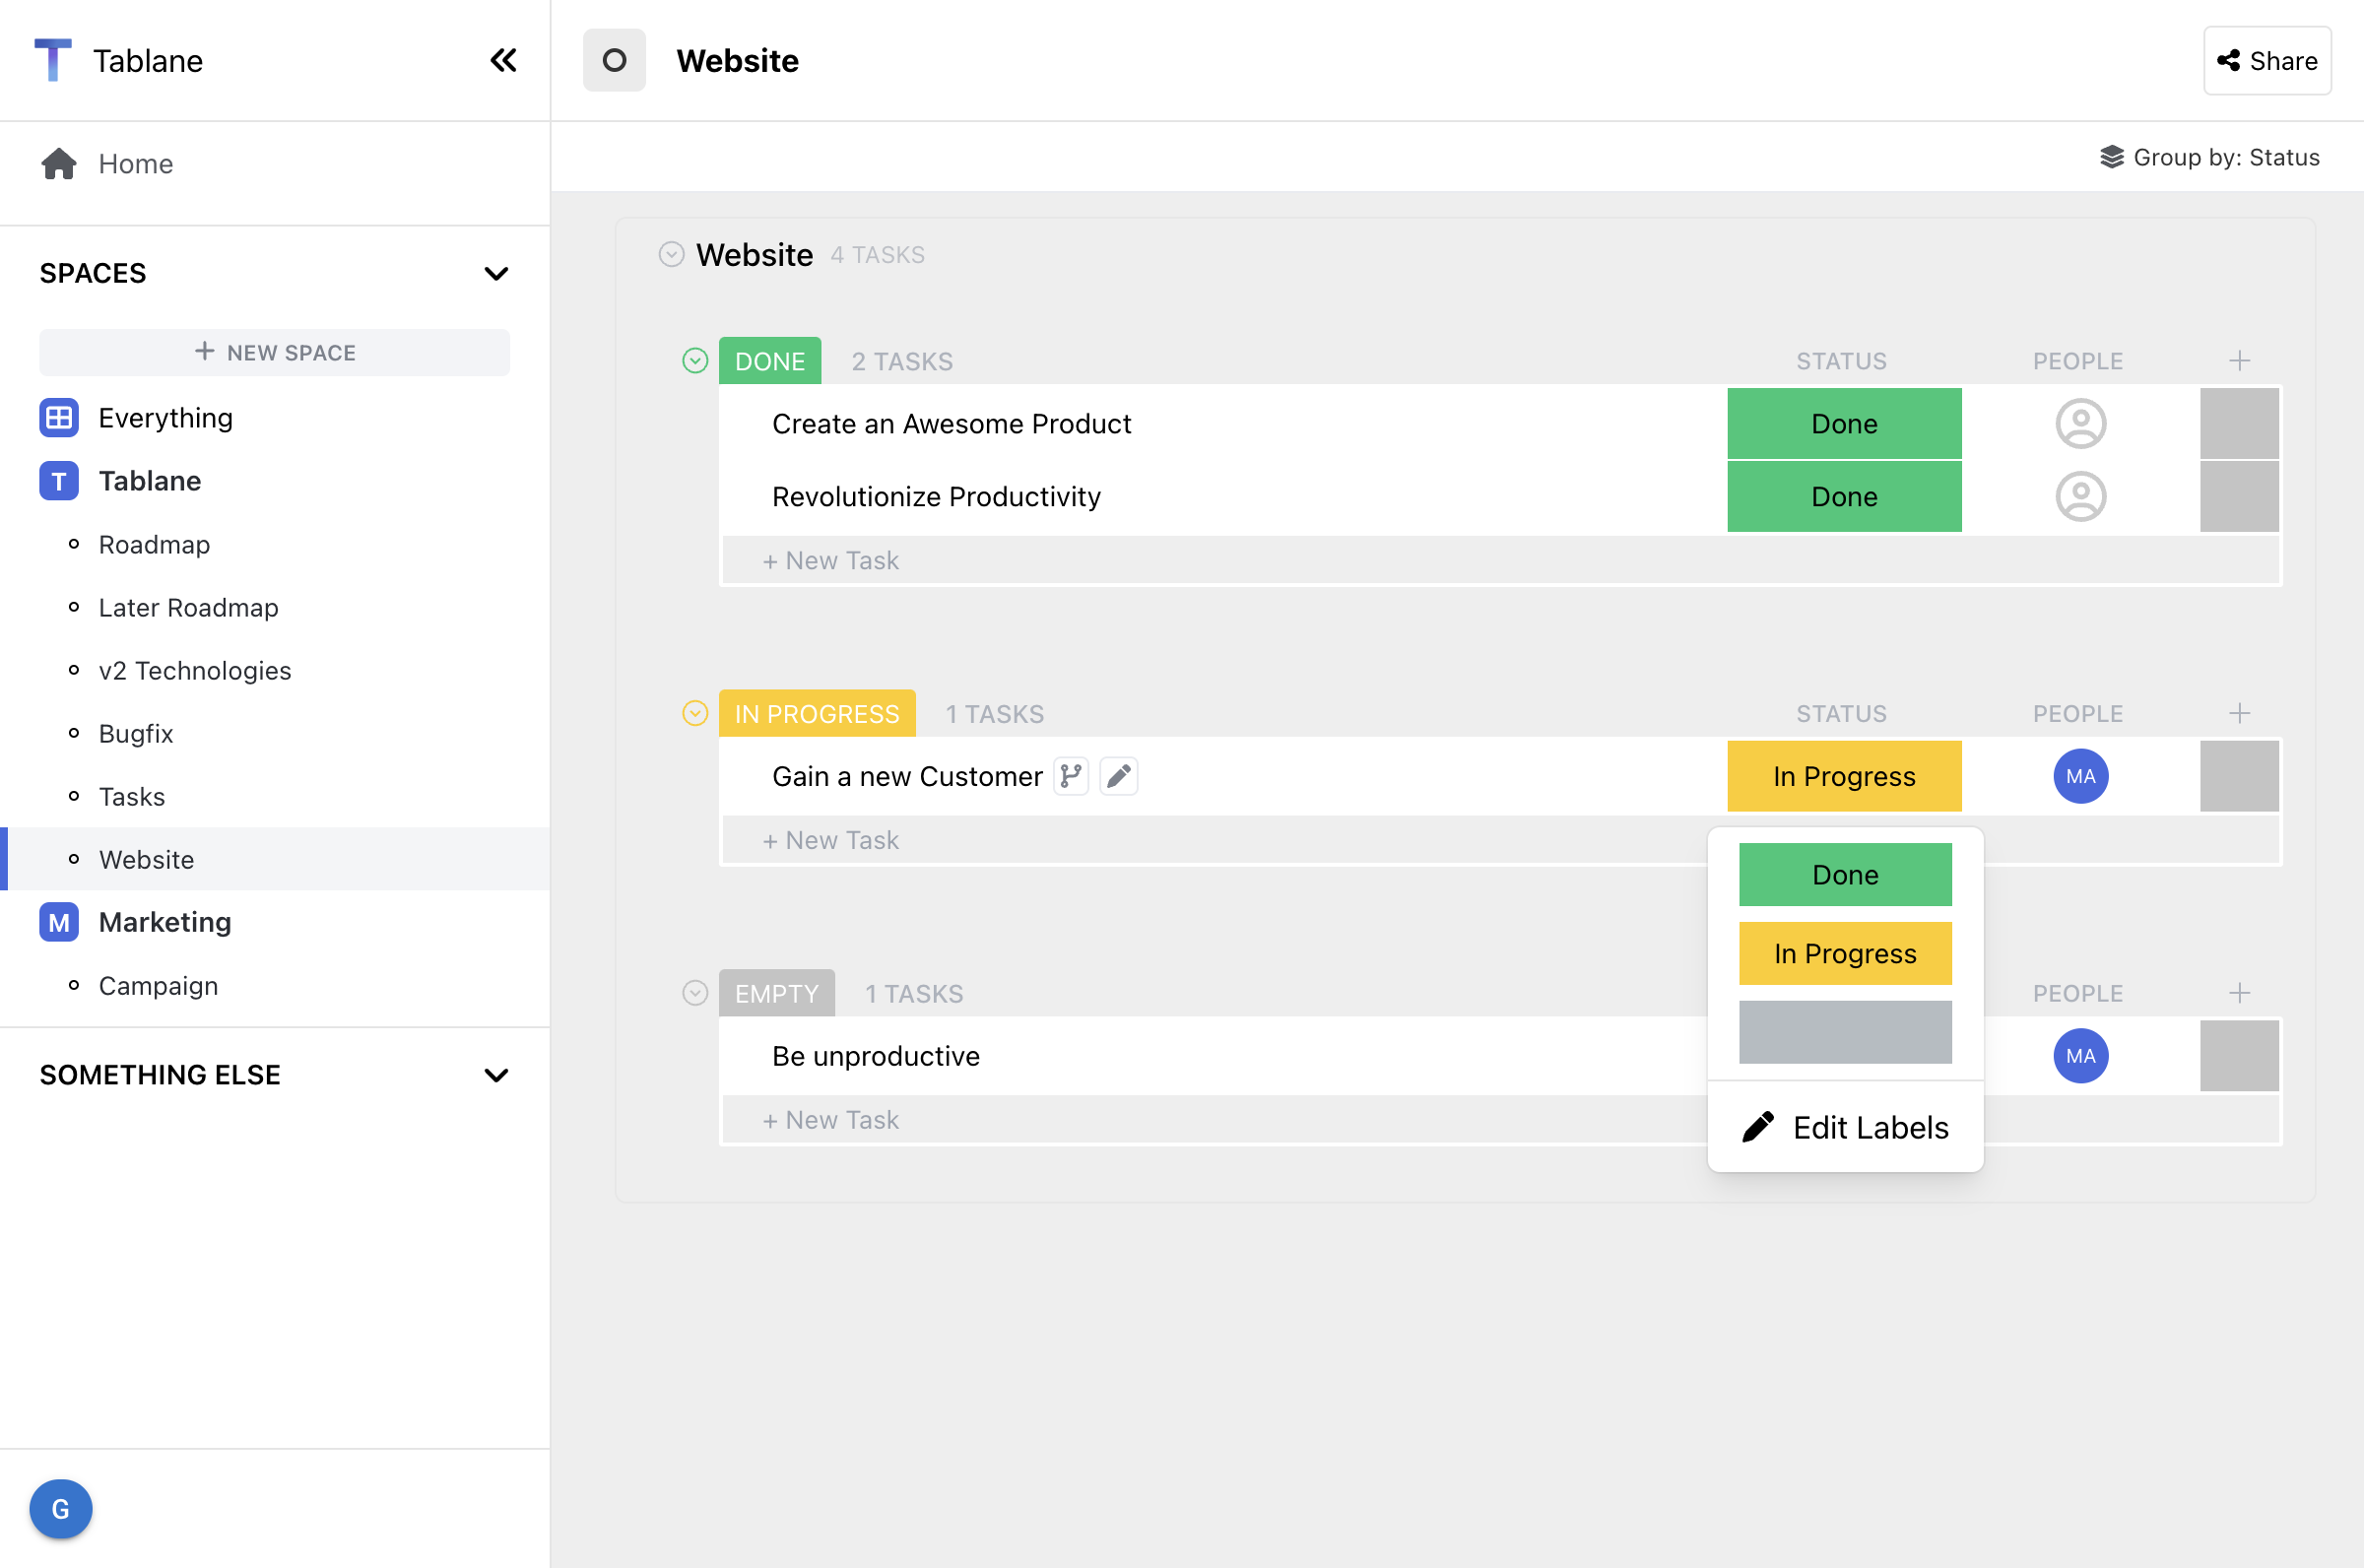 Tablane
Home
SPACES
NEW SPACE
Everything
T Tablane
Roadmap
Later Roadmap
v2 Technologies
Bugfix
Tasks
Website
M Marketing
Campaign
SOMETHING ELSE
G
Website
Share
Group by: Status
Website 4 TASKS
DONE 2 TASKS STATUS PEOPLE
Create an Awesome Product Done
Revolutionize Productivity Done
+ New Task
IN PROGRESS 1 TASKS STATUS PEOPLE
Gain a new Customer In Progress MA
+ New Task
Done
In Progress
Edit Labels
EMPTY 1 TASKS PEOPLE
Be unproductive MA
+ New Task